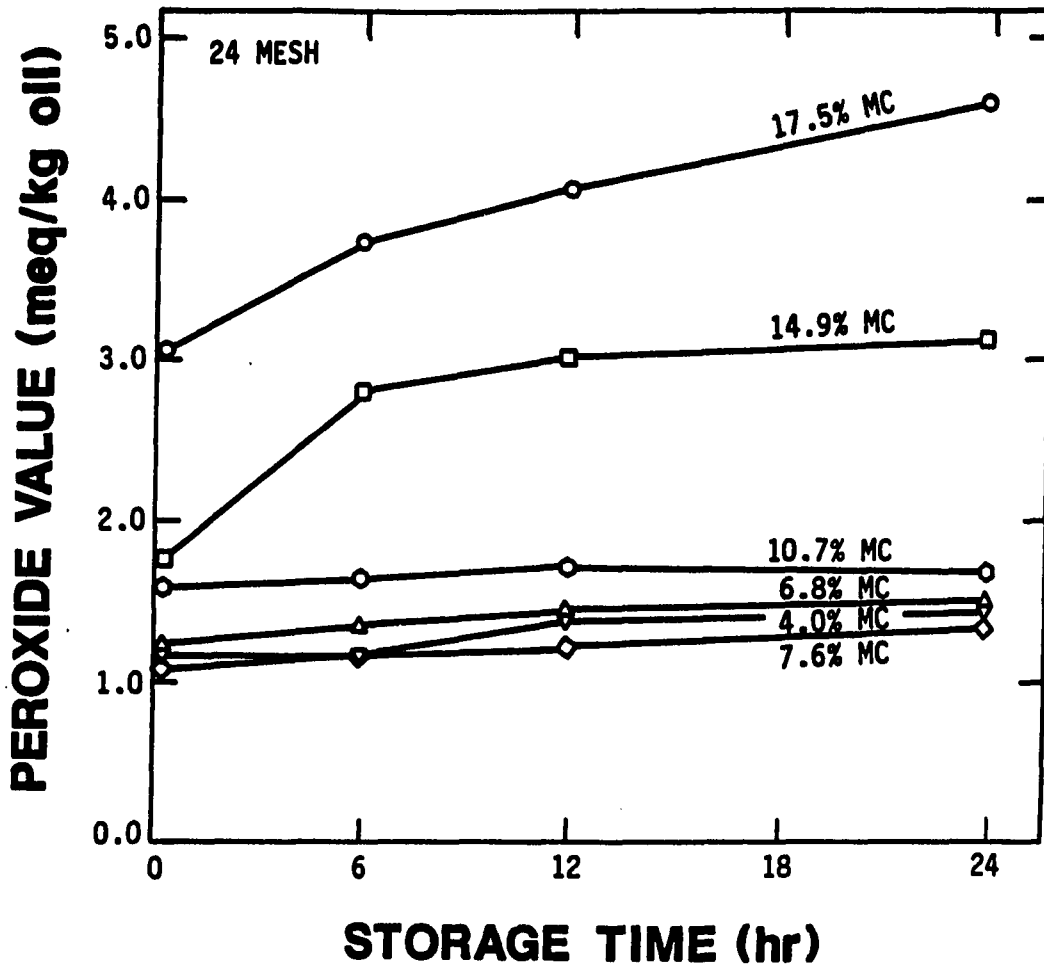 PEROXIDE VALUE (meq/kg oil)
5.0
4.0
3.0
2.0
1.0
0.0
24 MESH
17.5% MC
14.9% MC
10.7% MC
6.8% MC
4.0% MC
7.6% MC
0 6 12 18 24
STORAGE TIME (hr)